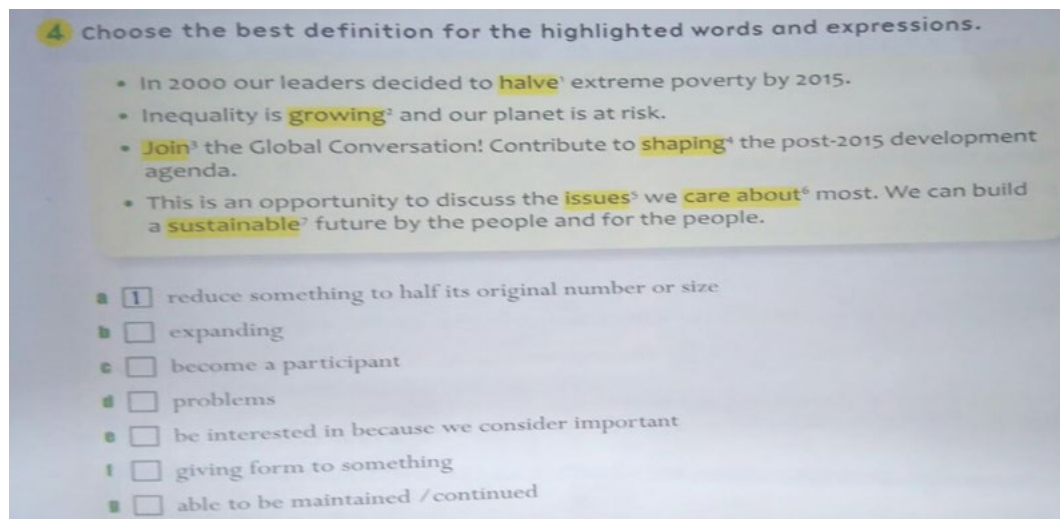 4 Choose the best definition for the highlighted words and expressions.
• In 2000 our leaders decided to halve¹ extreme poverty by 2015.
• Inequality is growing² and our planet is at risk.
• Join³ the Global Conversation! Contribute to shaping⁴ the post-2015 development
agenda.
• This is an opportunity to discuss the issues⁵ we care about⁶ most. We can build
a sustainable⁷ future by the people and for the people.
a 1 reduce something to half its original number or size
b expanding
c become a participant
d problems
e be interested in because we consider important
f giving form to something
g able to be maintained / continued